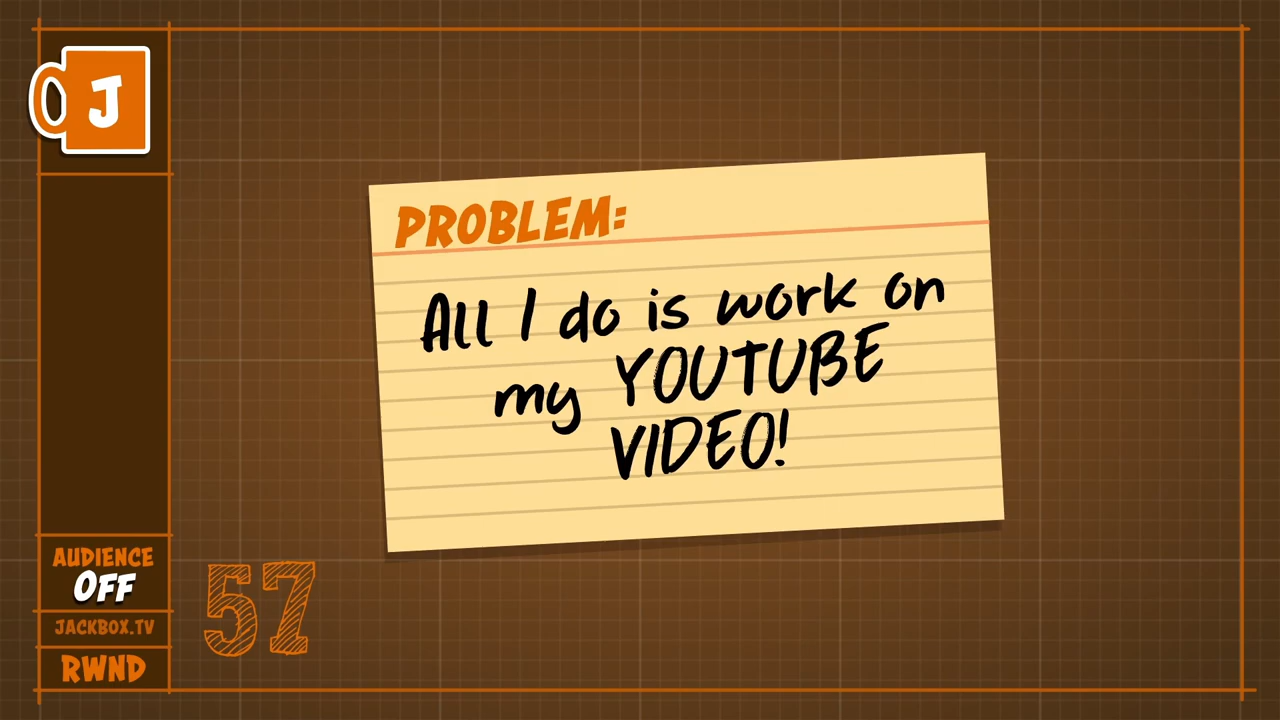 J
PROBLEM:
All I do is work on
my YOUTUBE
VIDEO!
AUDIENCE
OFF
JACKBOX.TV
RWND
57